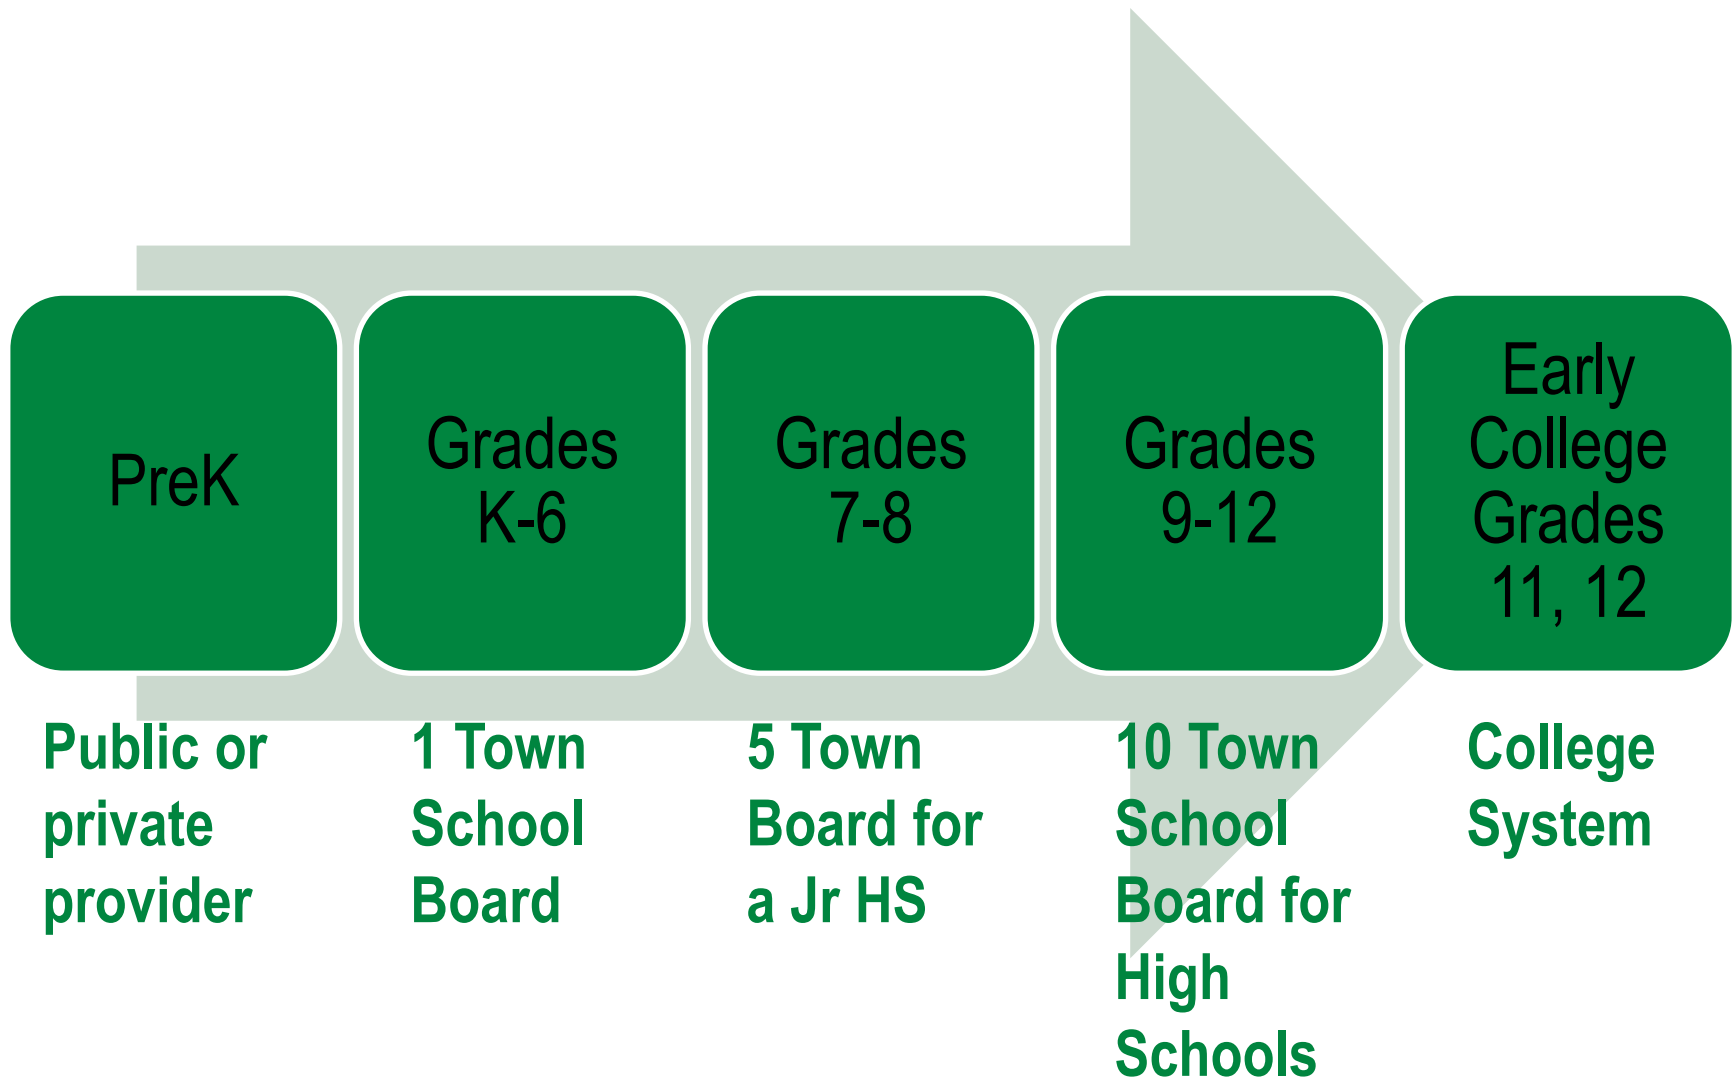 PreK
Grades
K-6
Grades
7-8
Grades
9-12
Early
College
Grades
11, 12
Public or
private
provider
1 Town
School
Board
5 Town
Board for
a Jr HS
10 Town
School
Board for
High
Schools
College
System